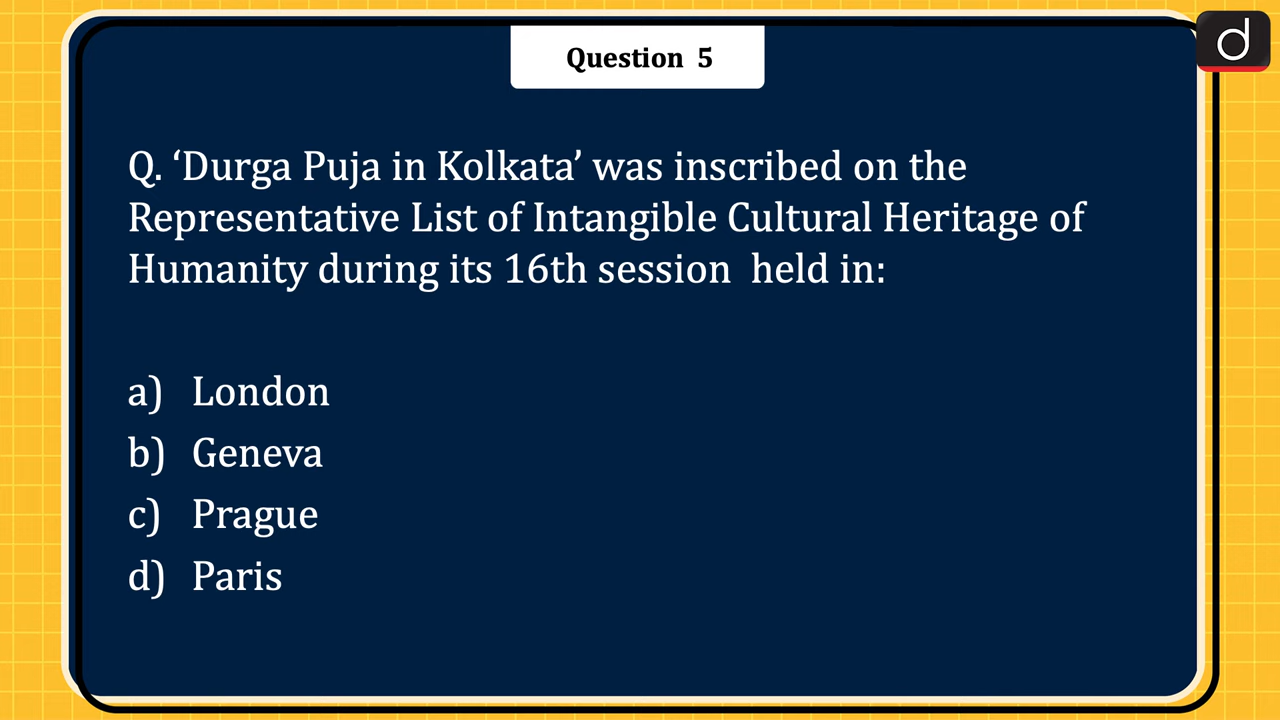 Question 5
d
Q. ‘Durga Puja in Kolkata’ was inscribed on the
Representative List of Intangible Cultural Heritage of
Humanity during its 16th session held in:
a) London
b) Geneva
c) Prague
d) Paris